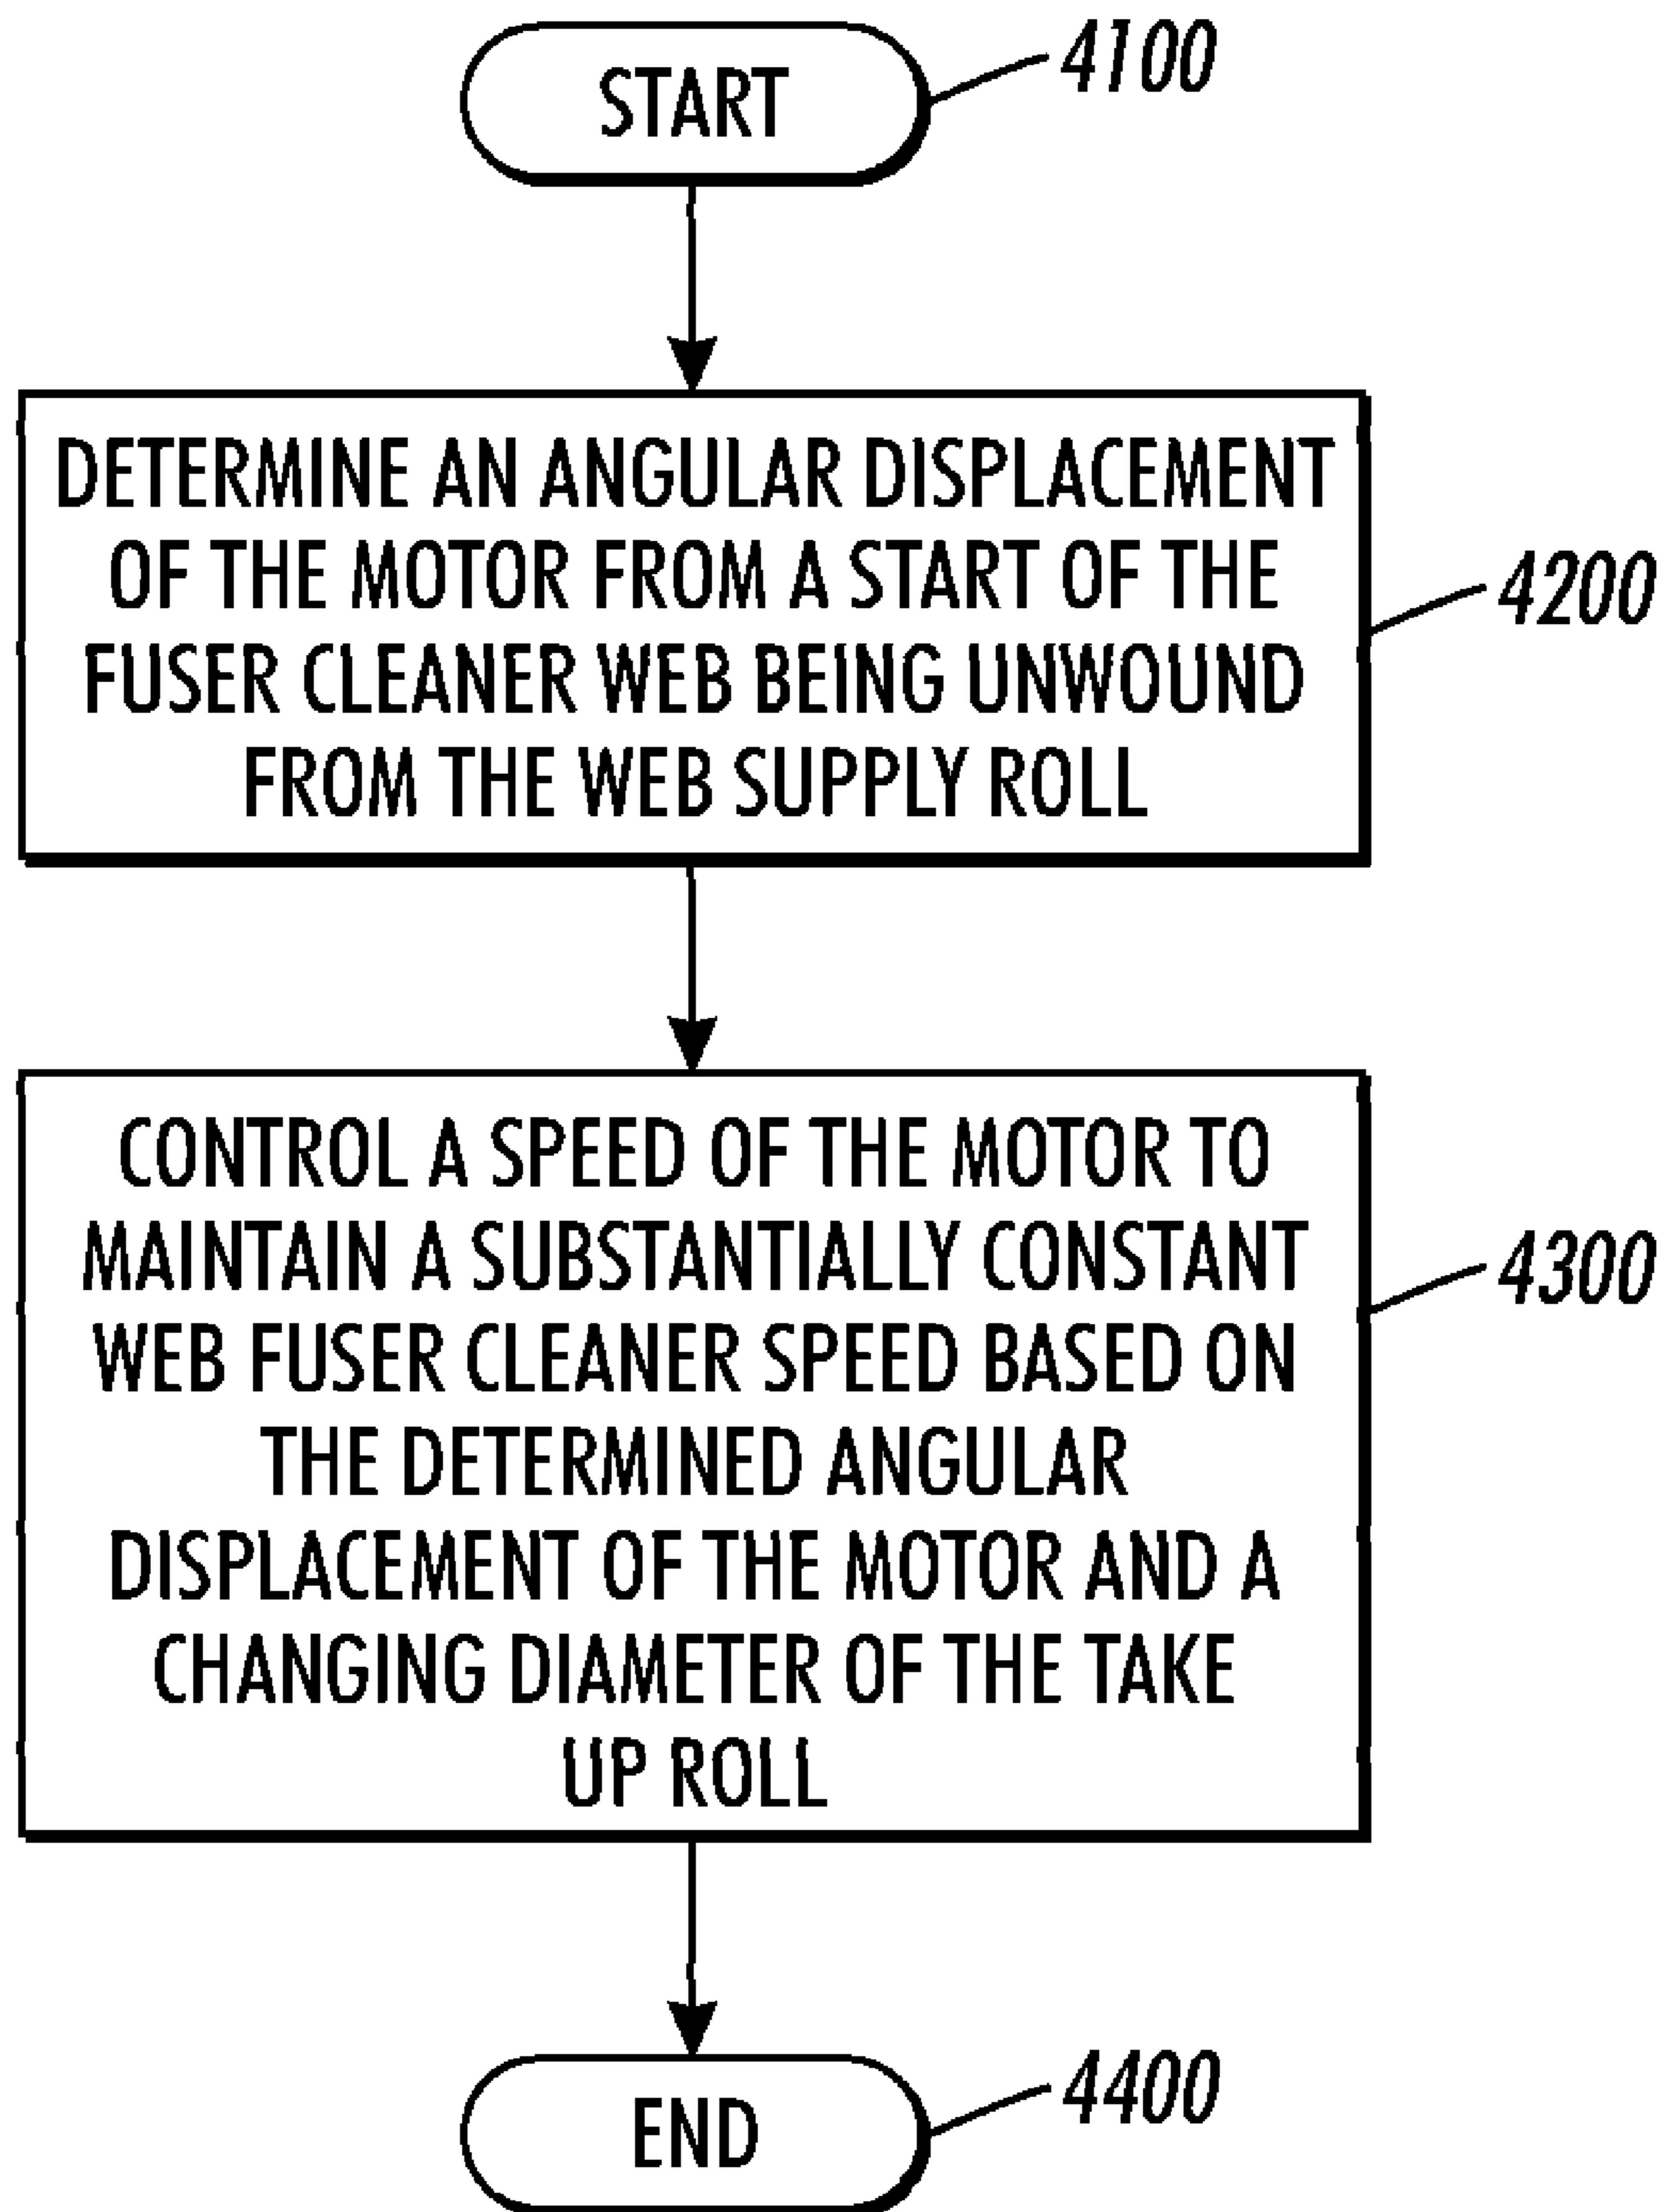 START
4100
DETERMINE AN ANGULAR DISPLACEMENT
OF THE MOTOR FROM A START OF THE
FUSER CLEANER WEB BEING UNWOUND
FROM THE WEB SUPPLY ROLL
4200
CONTROL A SPEED OF THE MOTOR TO
MAINTAIN A SUBSTANTIALLY CONSTANT
WEB FUSER CLEANER SPEED BASED ON
THE DETERMINED ANGULAR
DISPLACEMENT OF THE MOTOR AND A
CHANGING DIAMETER OF THE TAKE
UP ROLL
4300
END
4400